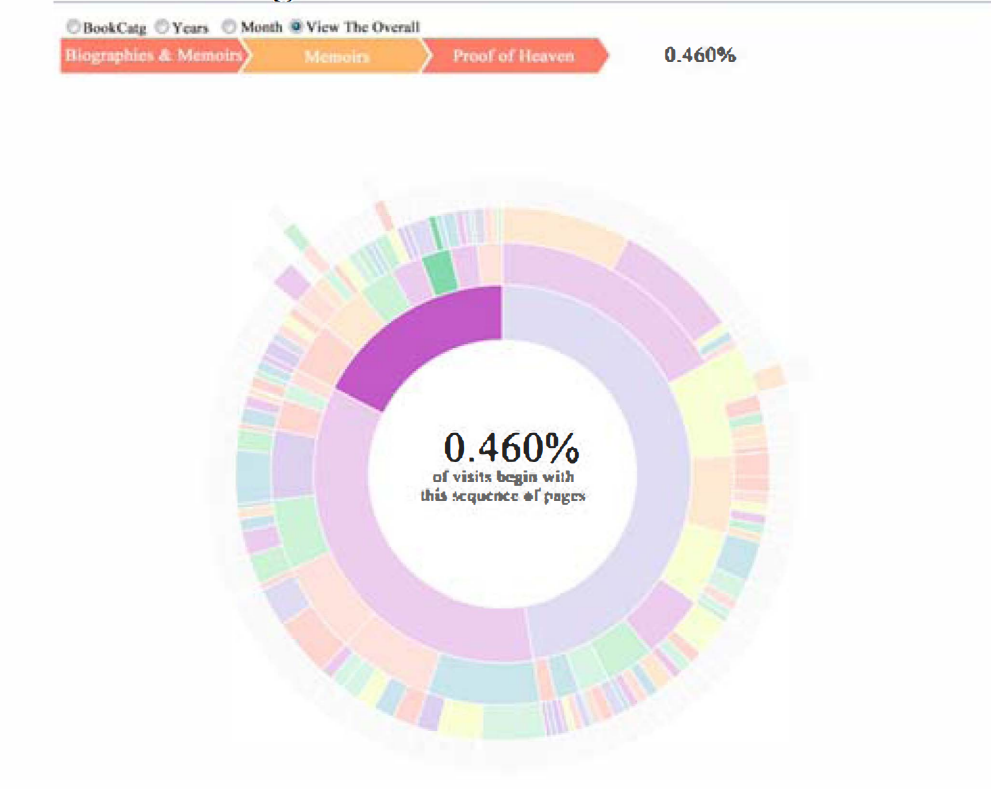 BookCatg Years Month View The Overall
Biographies & Memoirs Memoirs Proof of Heaven 0.460%
0.460%
of visits begin with
this sequence of pages